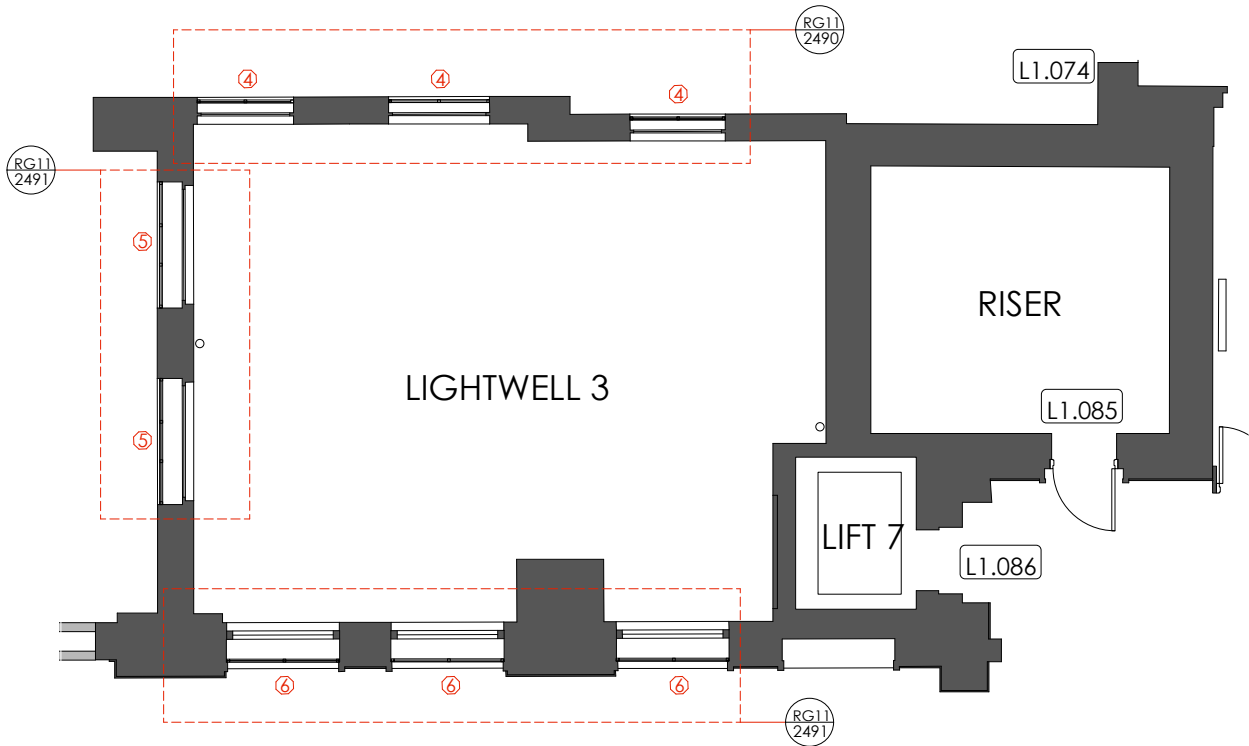 RG11
2490
L1.074
4
4
4
RG11
2491
5
RISER
LIGHTWELL 3
L1.085
5
LIFT 7
L1.086
6
6
6
RG11
2491